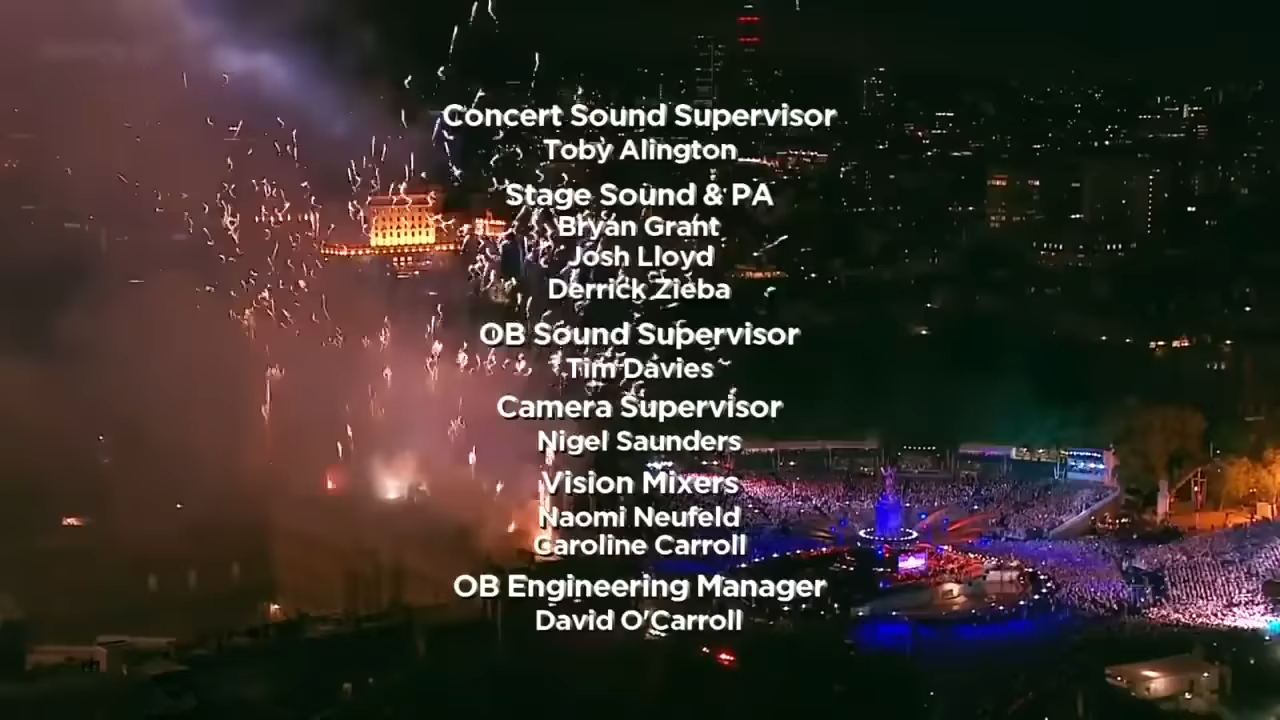 Concert Sound Supervisor
Toby Alington
Stage Sound & PA
Bryan Grant
Josh Lloyd
Derrick Zieba
OB Sound Supervisor
Tim Davies
Camera Supervisor
Nigel Saunders
Vision Mixers
Naomi Neufeld
Caroline Carroll
OB Engineering Manager
David O'Carroll